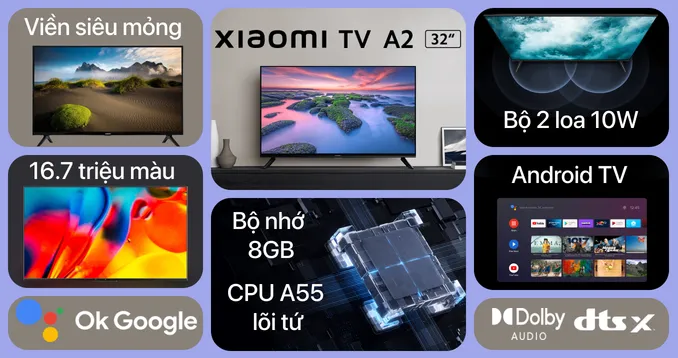 Viền siêu mỏng
XIAOMI TV A2 32"
Bộ 2 loa 10W
16.7 triệu màu
Bộ nhớ
8GB
CPU A55
lõi tứ
Android TV
Ok Google
Dolby
AUDIO
dts X